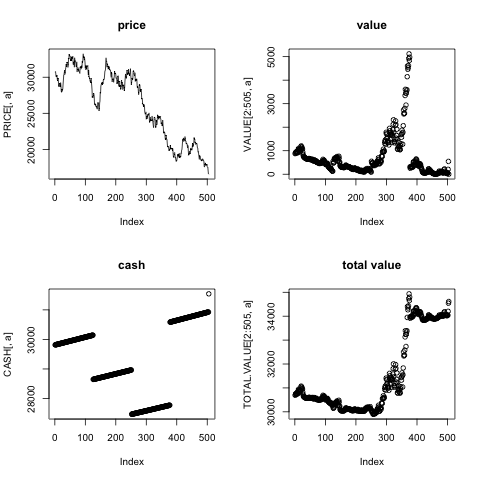 price
PRICE[, a]
20000 25000 30000
0 100 200 300 400 500
Index
value
VALUE[2:505, a]
0 1000 3000 5000
0 100 200 300 400 500
Index
cash
CASH[, a]
28000 30000
0 100 200 300 400 500
Index
total value
TOTAL.VALUE[2:505, a]
30000 32000 34000
0 100 200 300 400 500
Index